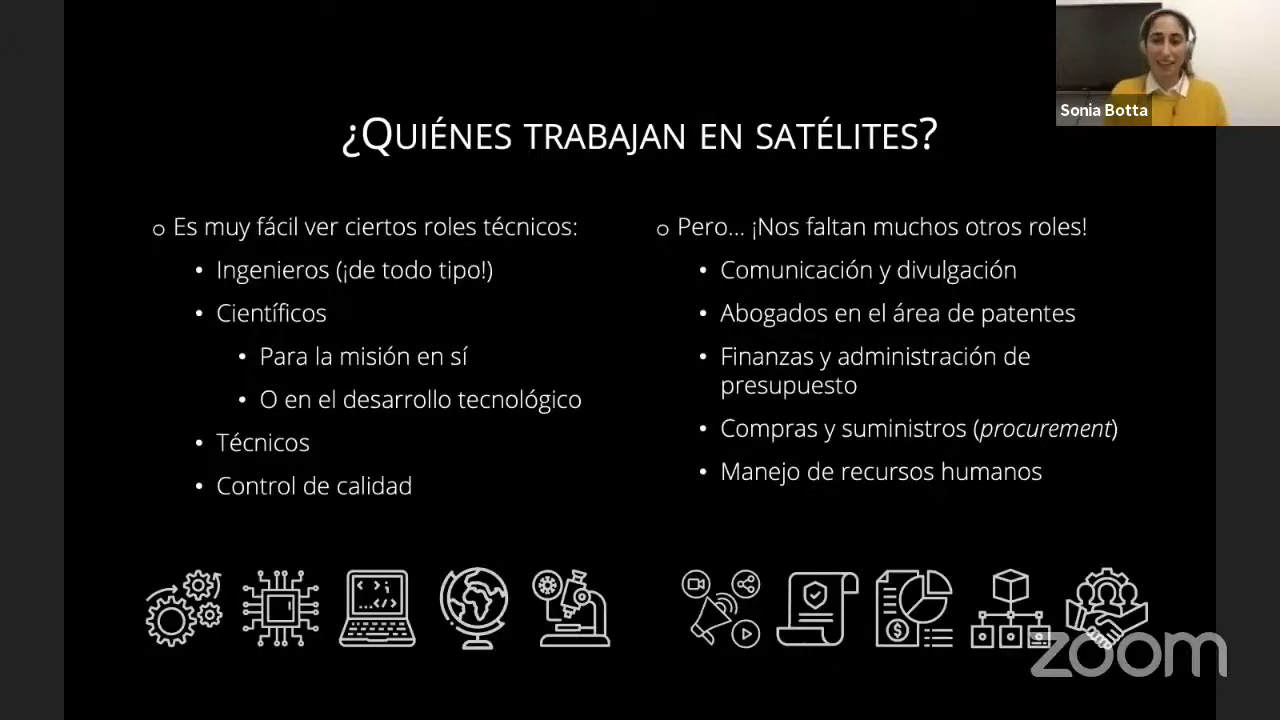 Sonia Botta
¿QUIÉNES TRABAJAN EN SATÉLITES?
o Es muy fácil ver ciertos roles técnicos:
• Ingenieros (¡de todo tipo!)
• Científicos
• Para la misión en sí
• O en el desarrollo tecnológico
• Técnicos
• Control de calidad
o Pero... ¡Nos faltan muchos otros roles!
• Comunicación y divulgación
• Abogados en el área de patentes
• Finanzas y administración de
presupuesto
• Compras y suministros (procurement)
• Manejo de recursos humanos
zoom